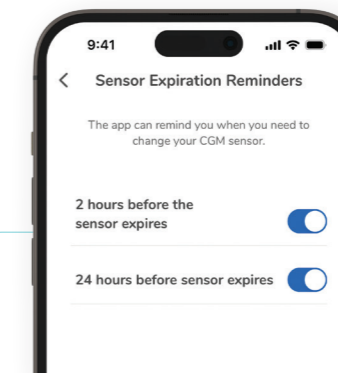 9:41
Sensor Expiration Reminders
The app can remind you when you need to
change your CGM sensor.
2 hours before the
sensor expires
24 hours before sensor expires